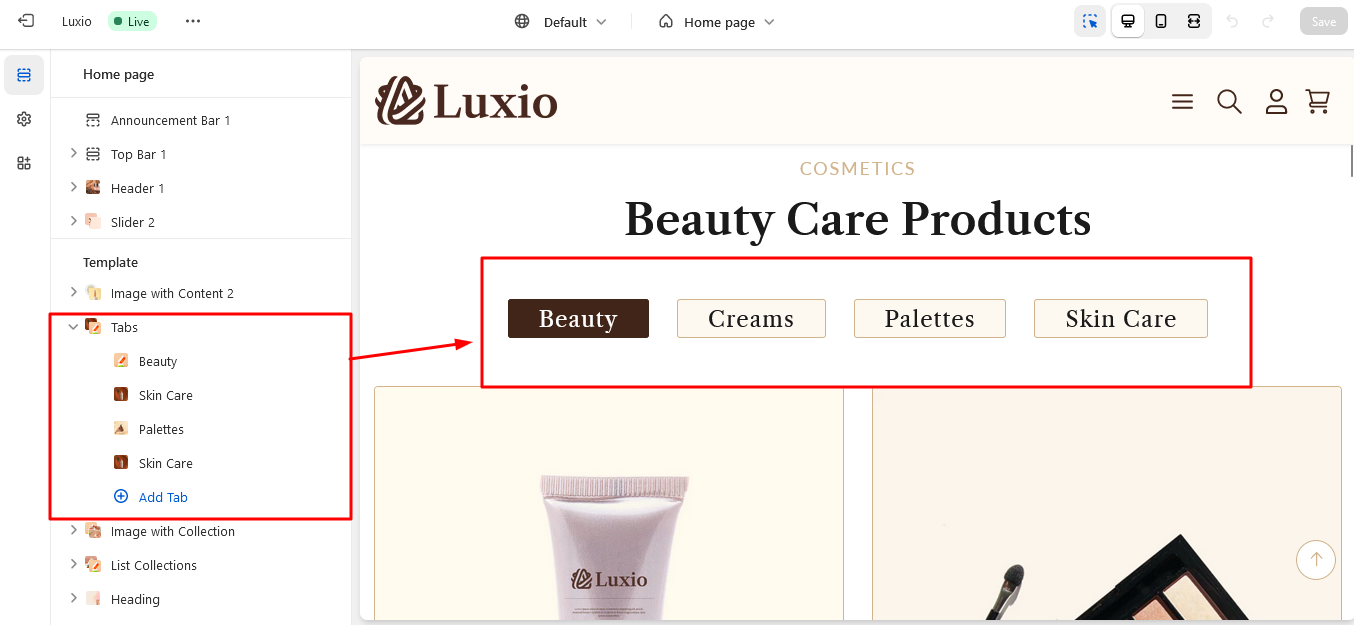 Luxio
Live
Default
Home page
Save
Home page
Announcement Bar 1
Top Bar 1
Header 1
Slider 2
Template
Image with Content 2
Tabs
Beauty
Skin Care
Palettes
Skin Care
Add Tab
Image with Collection
List Collections
Heading
Luxio
COSMETICS
Beauty Care Products
Beauty Creams Palettes Skin Care
Luxio